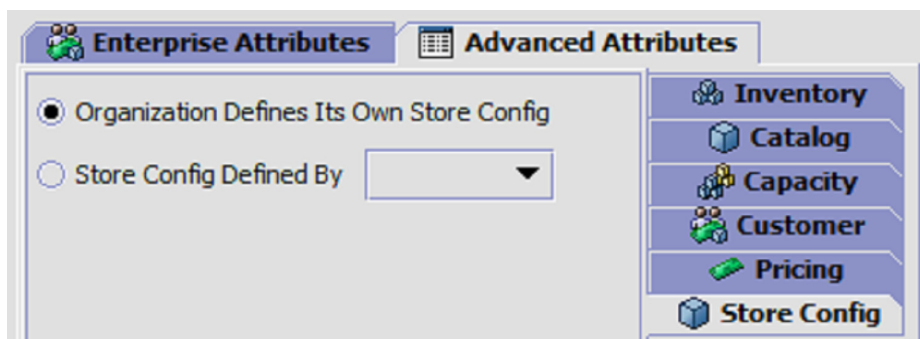 Enterprise Attributes
Advanced Attributes
Organization Defines Its Own Store Config
Store Config Defined By
Inventory
Catalog
Capacity
Customer
Pricing
Store Config